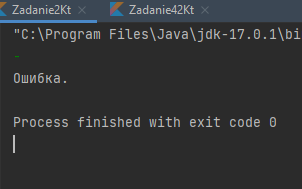 Zadanie2Kt × Zadanie42Kt ×
"C:\Program Files\Java\jdk-17.0.1\bi
-
Ошибка.
Process finished with exit code 0